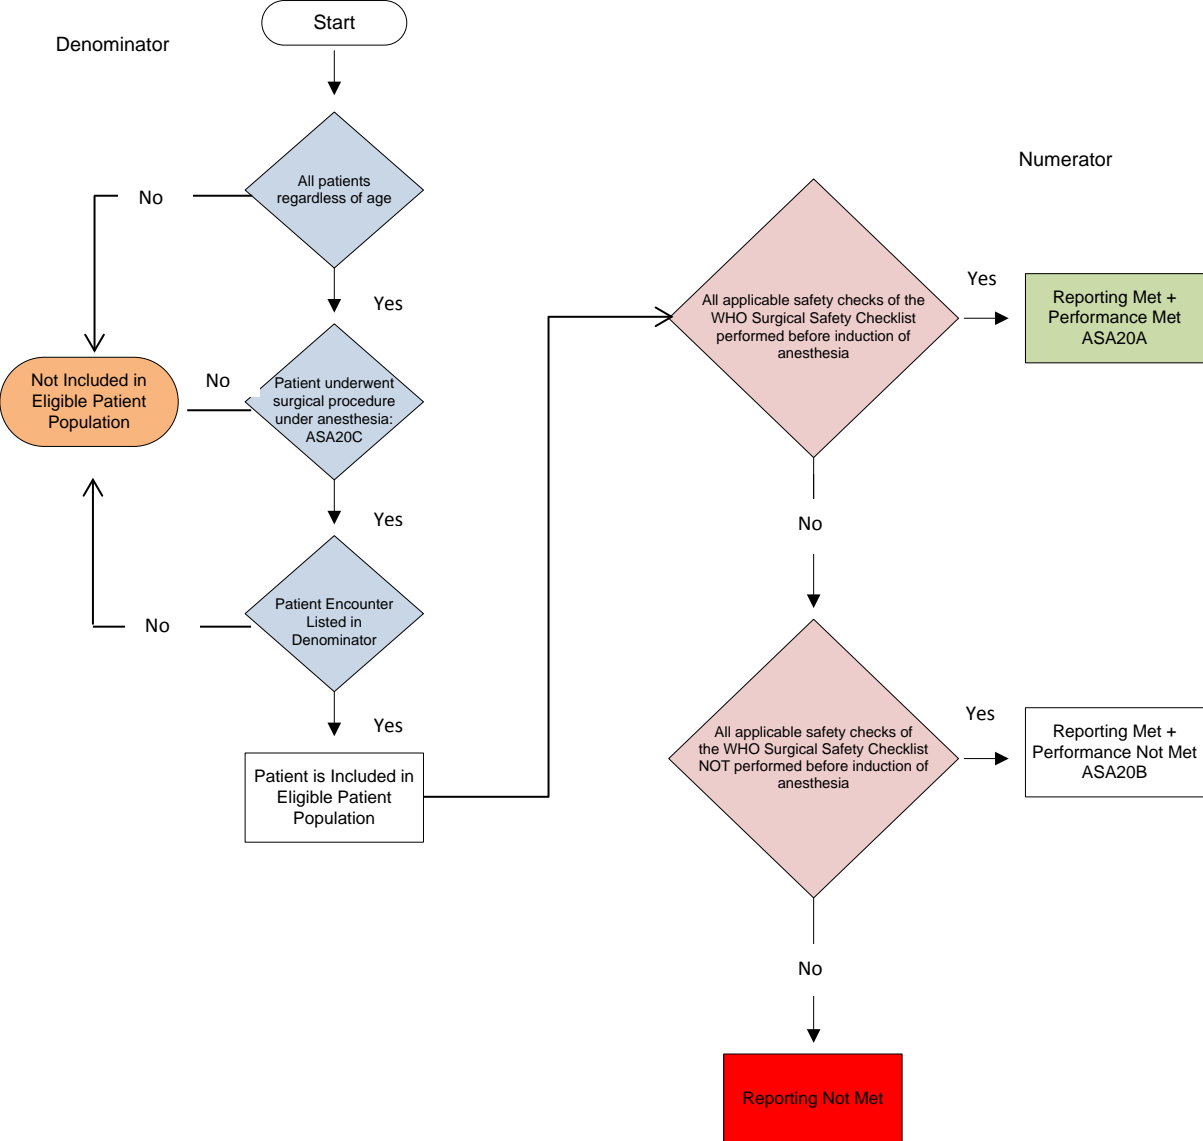 Start
Denominator
All patients
regardless of age
No
Yes
Not Included in
Eligible Patient
Population
No
Patient underwent
surgical procedure
under anesthesia:
ASA20C
Yes
Patient Encounter
Listed in
Denominator
No
Yes
Patient is Included in
Eligible Patient
Population
Numerator
All applicable safety checks of the
WHO Surgical Safety Checklist
performed before induction of
anesthesia
Yes
Reporting Met +
Performance Met
ASA20A
No
All applicable safety checks of
the WHO Surgical Safety Checklist
NOT performed before induction of
anesthesia
Yes
Reporting Met +
Performance Not Met
ASA20B
No
Reporting Not Met